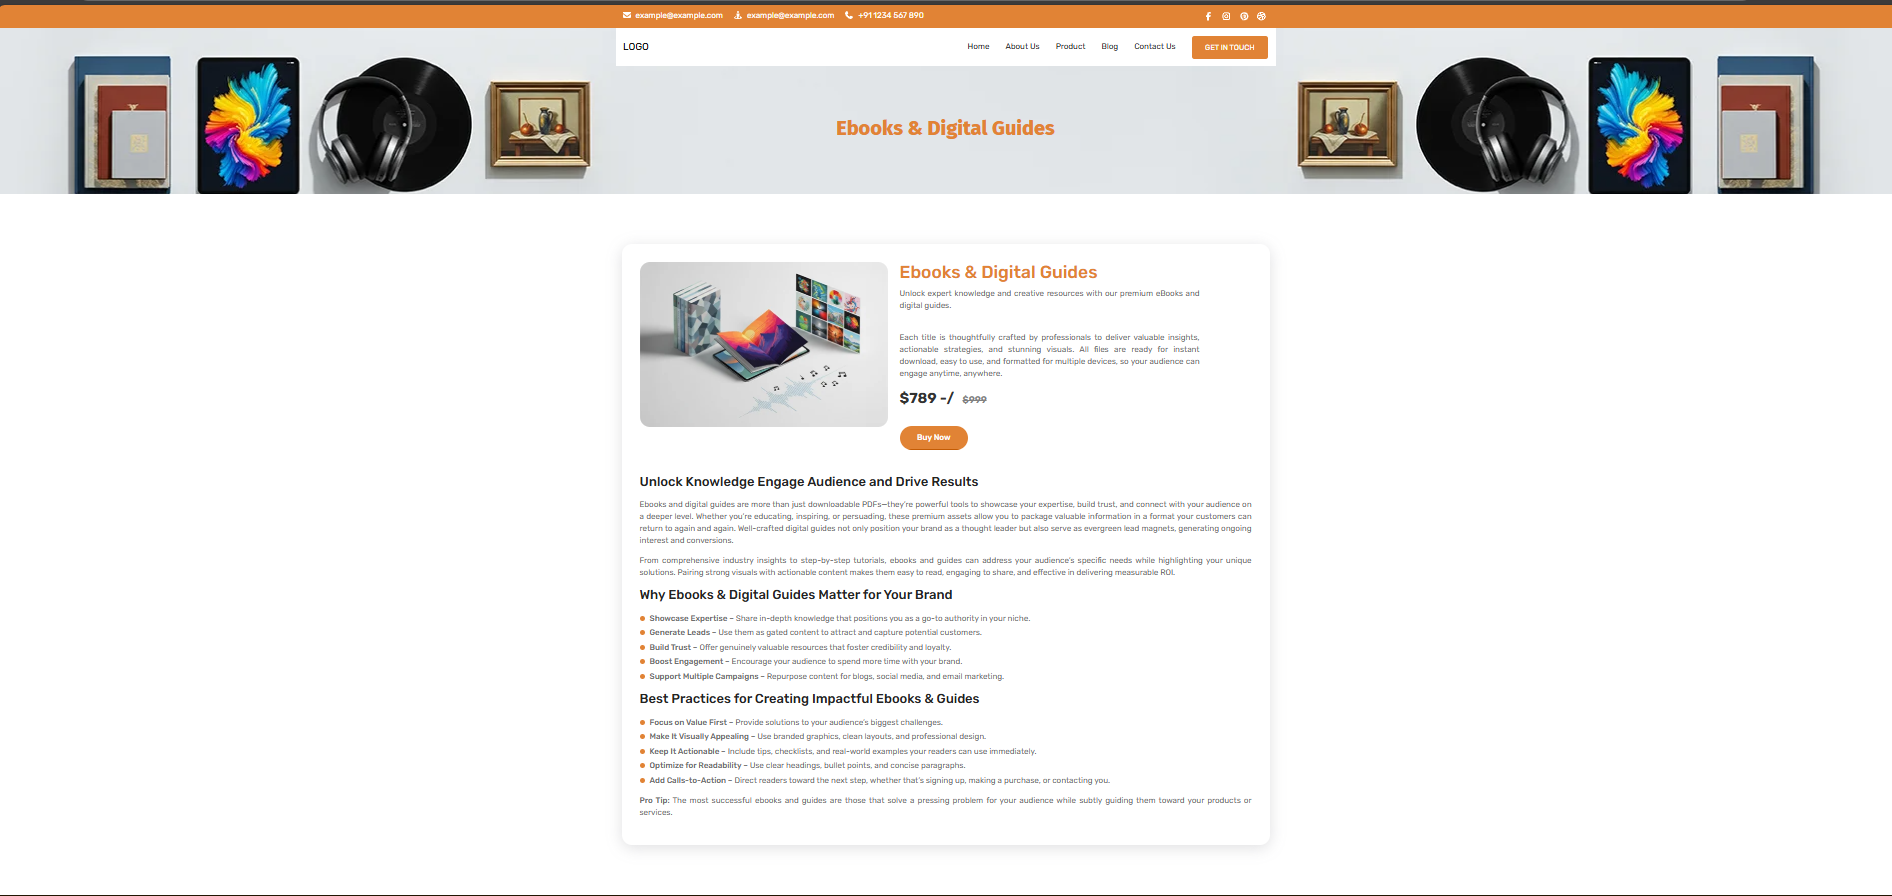 example@example.com example@example.com +91 1234 567 890
LOGO Home About Us Product Blog Contact Us GET IN TOUCH
Ebooks & Digital Guides
Ebooks & Digital Guides
Unlock expert knowledge and creative resources with our premium eBooks and
digital guides.
Each title is thoughtfully crafted by professionals to deliver valuable insights,
actionable strategies, and stunning visuals. All files are ready for instant
download, easy to use, and formatted for multiple devices, so your audience can
engage anytime, anywhere.
$789 -/ $999
Buy Now
Unlock Knowledge Engage Audience and Drive Results
Ebooks and digital guides are more than just downloadable PDFs—they're powerful tools to showcase your expertise, build trust, and connect with your audience on
a deeper level. Whether you're educating, inspiring, or persuading, these premium assets allow you to package valuable information in a format your customers can
return to again and again. Well-crafted digital guides not only position your brand as a thought leader but also serve as evergreen lead magnets, generating ongoing
interest and conversions.
From comprehensive industry insights to step-by-step tutorials, ebooks and guides can address your audience's specific needs while highlighting your unique
solutions. Pairing strong visuals with actionable content makes them easy to read, engaging to share, and effective in delivering measurable ROI.
Why Ebooks & Digital Guides Matter for Your Brand
Showcase Expertise – Share in-depth knowledge that positions you as a go-to authority in your niche.
Generate Leads – Use them as gated content to attract and capture potential customers.
Build Trust – Offer genuinely valuable resources that foster credibility and loyalty.
Boost Engagement – Encourage your audience to spend more time with your brand.
Support Multiple Campaigns – Repurpose content for blogs, social media, and email marketing.
Best Practices for Creating Impactful Ebooks & Guides
Focus on Value First – Provide solutions to your audience's biggest challenges.
Make It Visually Appealing – Use branded graphics, clean layouts, and professional design.
Keep It Actionable – Include tips, checklists, and real-world examples your readers can use immediately.
Optimize for Readability – Use clear headings, bullet points, and concise paragraphs.
Add Calls-to-Action – Direct readers toward the next step, whether that's signing up, making a purchase, or contacting you.
Pro Tip: The most successful ebooks and guides are those that solve a pressing problem for your audience while subtly guiding them toward your products or
services.